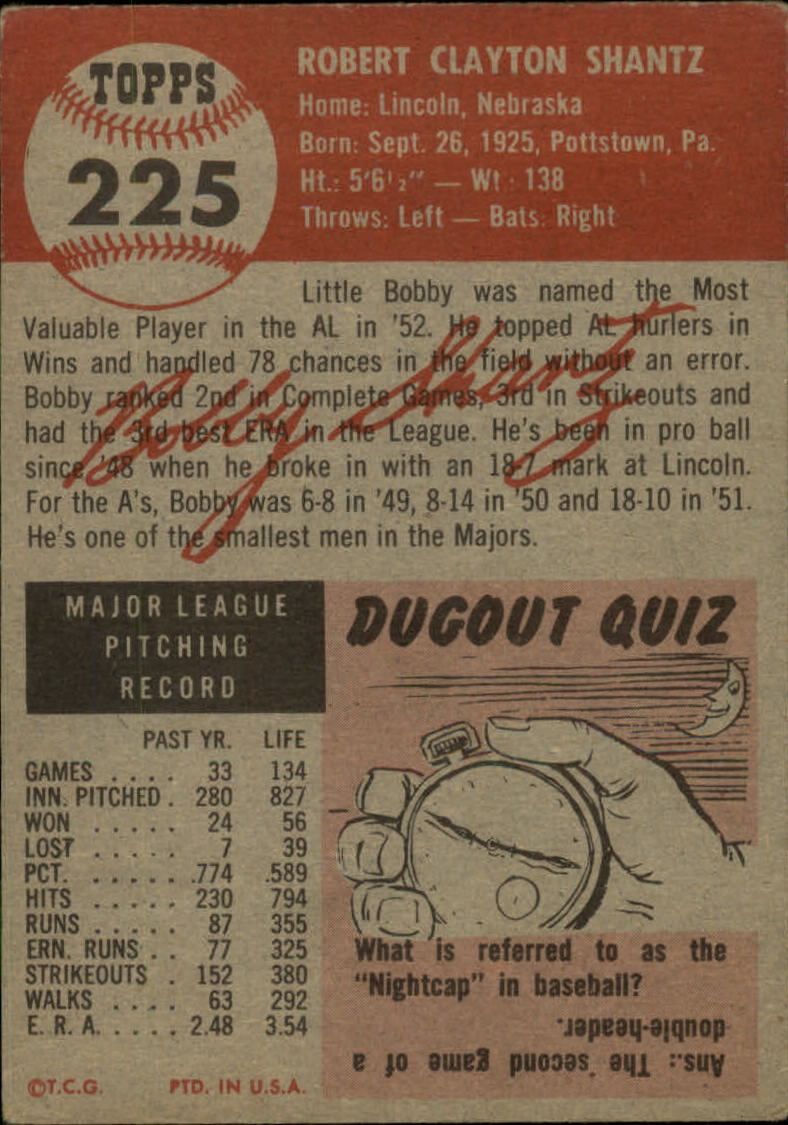 TOPPS
225
ROBERT CLAYTON SHANTZ
Home: Lincoln, Nebraska
Born: Sept. 26, 1925, Pottstown, Pa.
Ht.: 5'6½" — Wt : 138
Throws: Left — Bats: Right
Little Bobby was named the Most
Valuable Player in the AL in '52. He topped AL hurlers in
Wins and handled 78 chances in the field without an error.
Bobby ranked 2nd in Complete Games, 3rd in Strikeouts and
had the 3rd best ERA in the League. He's been in pro ball
since '48 when he broke in with an 18-7 mark at Lincoln.
For the A's, Bobby was 6-8 in '49, 8-14 in '50 and 18-10 in '51.
He's one of the smallest men in the Majors.
Bobby Shantz
MAJOR LEAGUE
PITCHING
RECORD
PAST YR. LIFE
GAMES . . . . 33 134
INN. PITCHED . 280 827
WON . . . . . 24 56
LOST . . . . . 7 39
PCT. . . . . . .774 .589
HITS . . . . . 230 794
RUNS . . . . . 87 355
ERN. RUNS . . 77 325
STRIKEOUTS . 152 380
WALKS . . . . 63 292
E. R. A. . . . . 2.48 3.54
©T.C.G. PTD. IN U.S.A.
DUGOUT QUIZ
What is referred to as the
"Nightcap" in baseball?
Ans.: The second game of a
double-header.